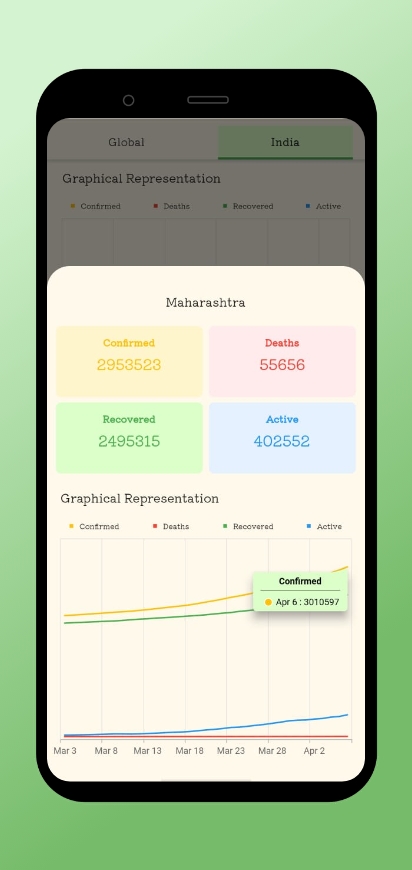 Global India
Graphical Representation
Confirmed Deaths Recovered Active
Maharashtra
Confirmed Deaths
2953523 55656
Recovered Active
2495315 402552
Graphical Representation
Confirmed Deaths Recovered Active
Confirmed
Apr 6 : 3010597
Mar 3 Mar 8 Mar 13 Mar 18 Mar 23 Mar 28 Apr 2